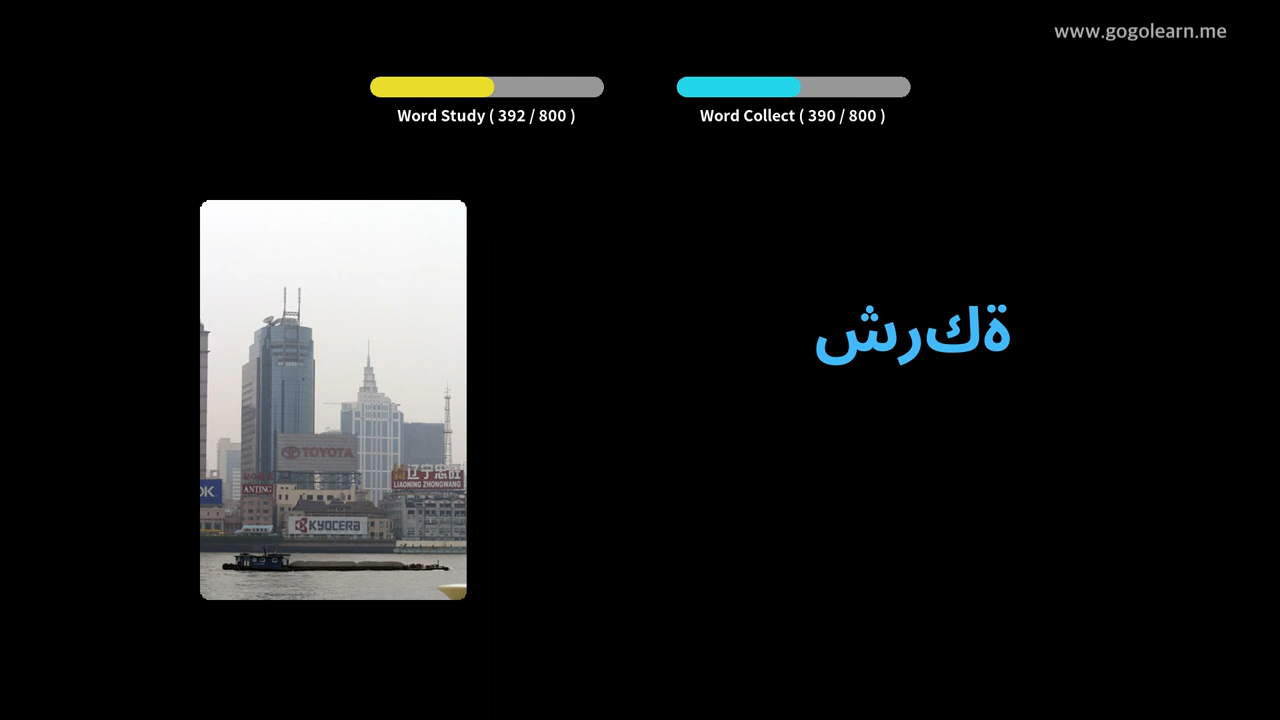 www.gogolearn.me
Word Study ( 392 / 800 )
Word Collect ( 390 / 800 )
شركة
TOYOTA
辽宁忠旺
LIAONING ZHONGWANG
OK
ANTING
KYOCERA